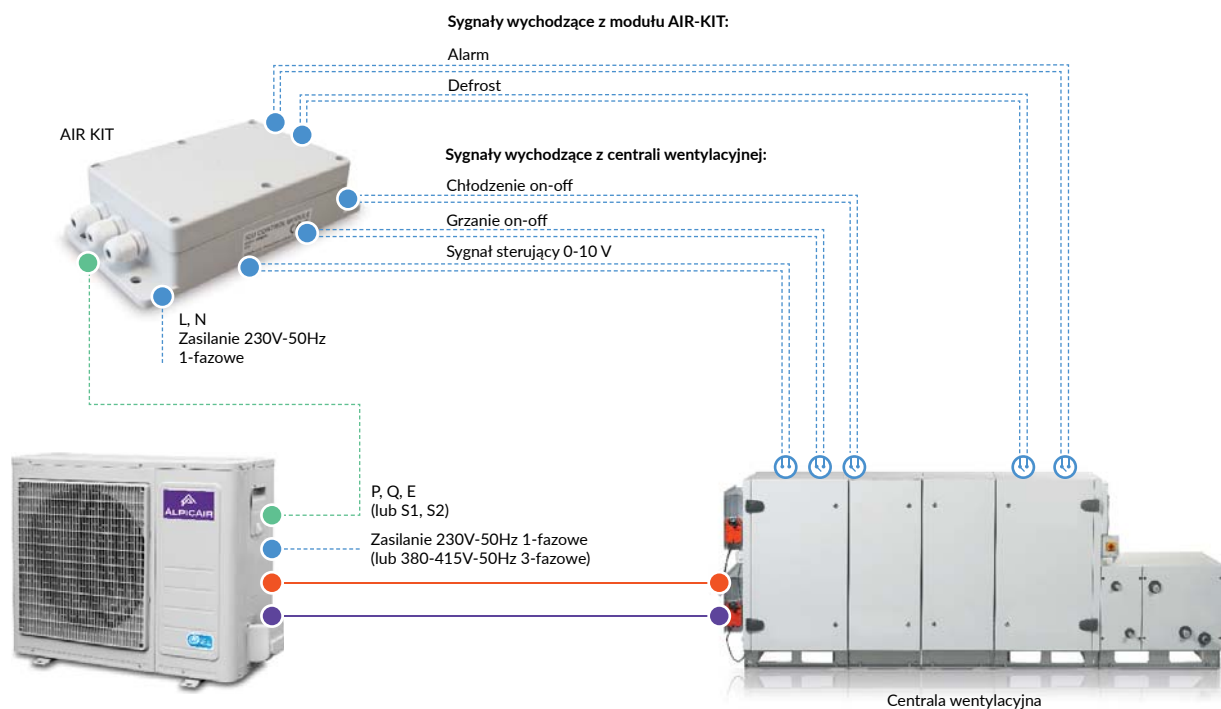 Sygnały wychodzące z modułu AIR-KIT:
Alarm
Defrost
AIR KIT
Sygnały wychodzące z centrali wentylacyjnej:
Chłodzenie on-off
Grzanie on-off
Sygnał sterujący 0-10 V
CONTROL MODULE
L, N
Zasilanie 230V-50Hz
1-fazowe
ALPICAIR
P, Q, E
(lub S1, S2)
Zasilanie 230V-50Hz 1-fazowe
(lub 380-415V-50Hz 3-fazowe)
Centrala wentylacyjna